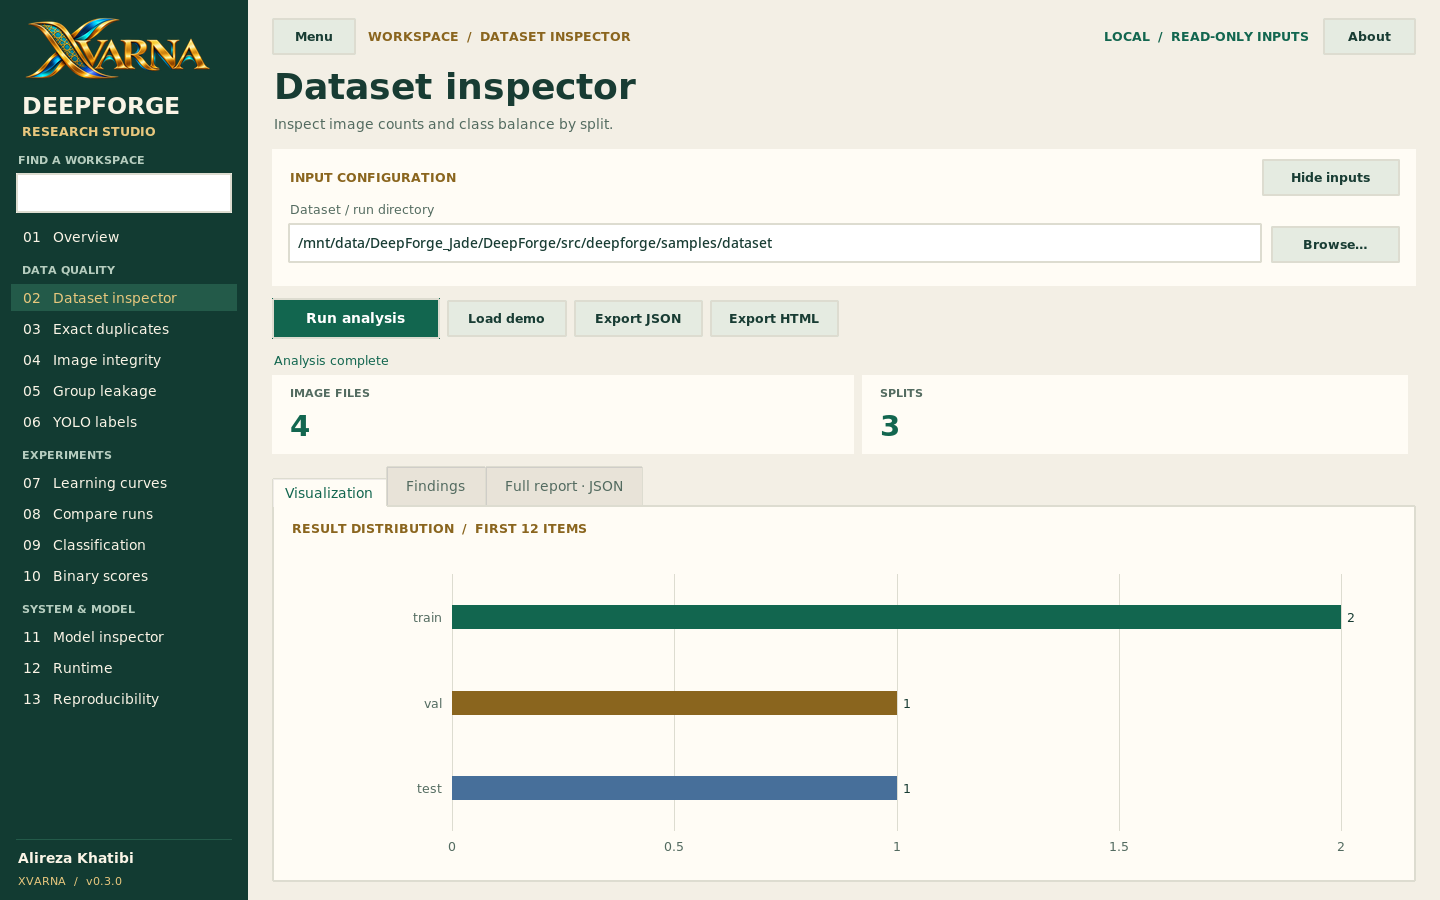 XVARNA
DEEPFORGE
RESEARCH STUDIO
FIND A WORKSPACE
01 Overview
DATA QUALITY
02 Dataset inspector
03 Exact duplicates
04 Image integrity
05 Group leakage
06 YOLO labels
EXPERIMENTS
07 Learning curves
08 Compare runs
09 Classification
10 Binary scores
SYSTEM & MODEL
11 Model inspector
12 Runtime
13 Reproducibility
Alireza Khatibi
XVARNA / v0.3.0
Menu
WORKSPACE / DATASET INSPECTOR
LOCAL / READ-ONLY INPUTS
About
Dataset inspector
Inspect image counts and class balance by split.
INPUT CONFIGURATION
Hide inputs
Dataset / run directory
/mnt/data/DeepForge_Jade/DeepForge/src/deepforge/samples/dataset
Browse...
Run analysis
Load demo
Export JSON
Export HTML
Analysis complete
IMAGE FILES
4
SPLITS
3
Visualization
Findings
Full report · JSON
RESULT DISTRIBUTION / FIRST 12 ITEMS
train 2
val 1
test 1
0 0.5 1 1.5 2